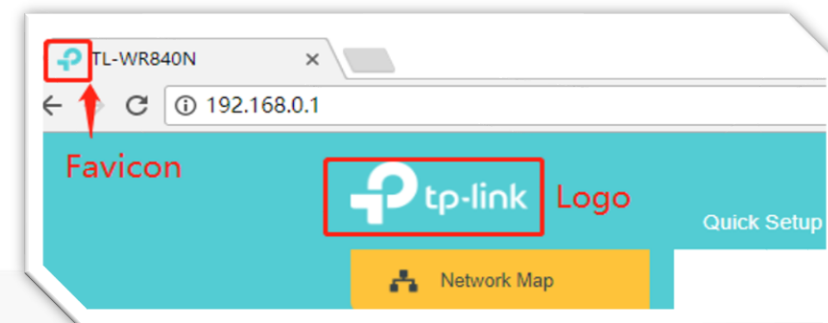 TL-WR840N
192.168.0.1
Favicon
tp-link
Logo
Quick Setup
Network Map